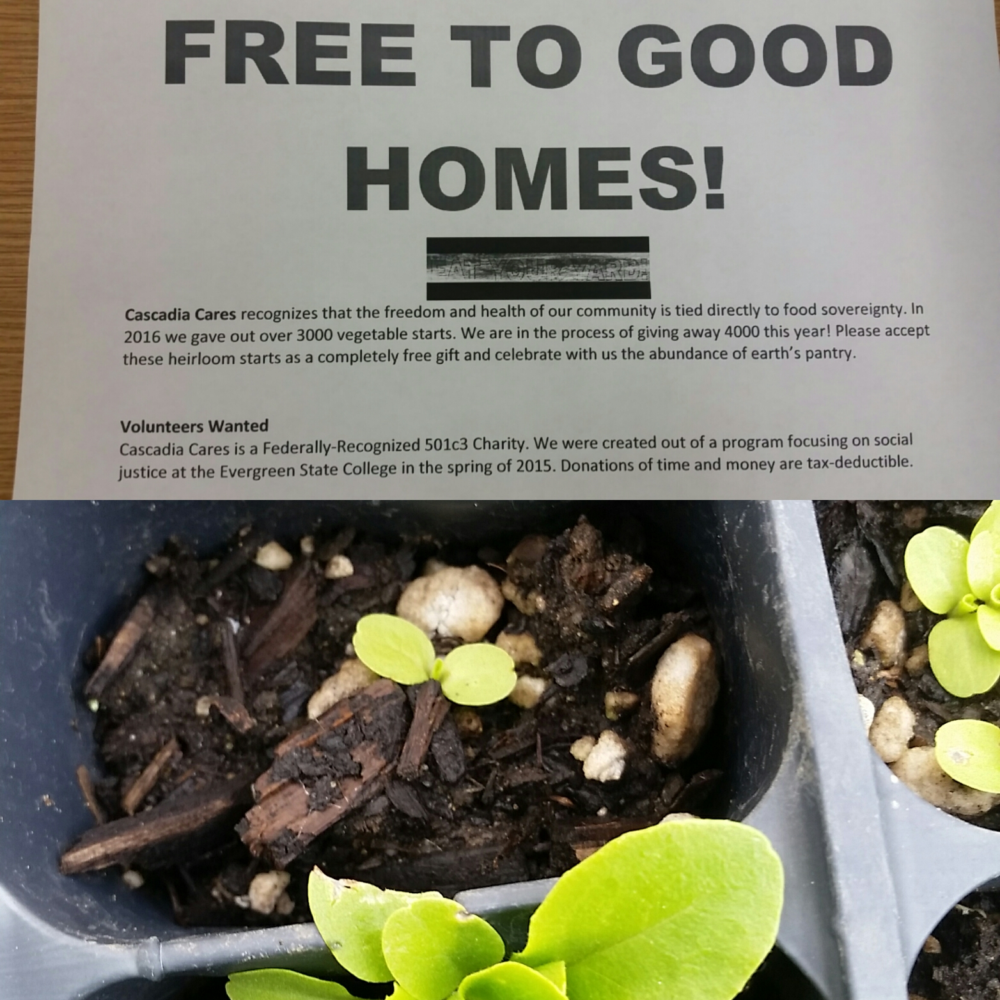 FREE TO GOOD
HOMES!
EAT YOUR YARD!
Cascadia Cares recognizes that the freedom and health of our community is tied directly to food sovereignty. In
2016 we gave out over 3000 vegetable starts. We are in the process of giving away 4000 this year! Please accept
these heirloom starts as a completely free gift and celebrate with us the abundance of earth's pantry.
Volunteers Wanted
Cascadia Cares is a Federally-Recognized 501c3 Charity. We were created out of a program focusing on social
justice at the Evergreen State College in the spring of 2015. Donations of time and money are tax-deductible.